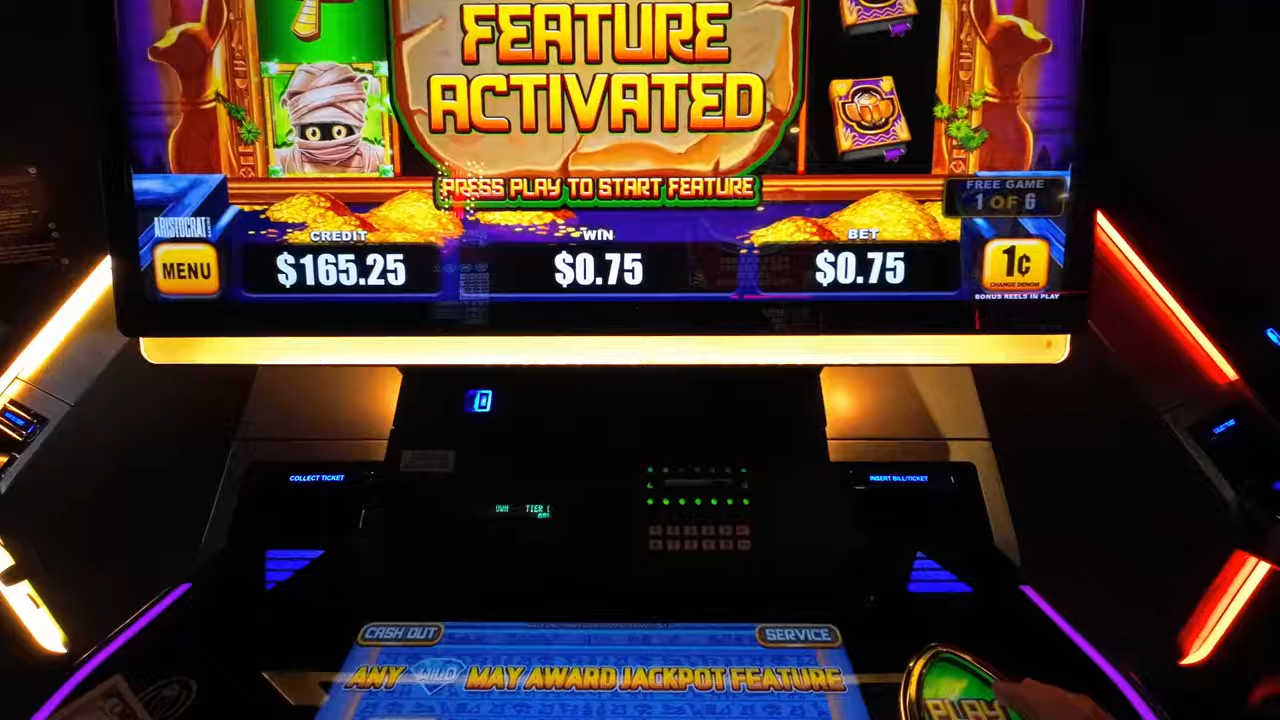 FEATURE
ACTIVATED
PRESS PLAY TO START FEATURE
FREE GAME
1 OF 6
ARISTOCRAT
MENU
CREDIT
$165.25
WIN
$0.75
BET
$0.75
1¢
CHANGE DENOM
BONUS REELS IN PLAY
COLLECT TICKET
INSERT BILL/TICKET
TIER
CASH OUT
SERVICE
ANY WILD MAY AWARD JACKPOT FEATURE
PLAY